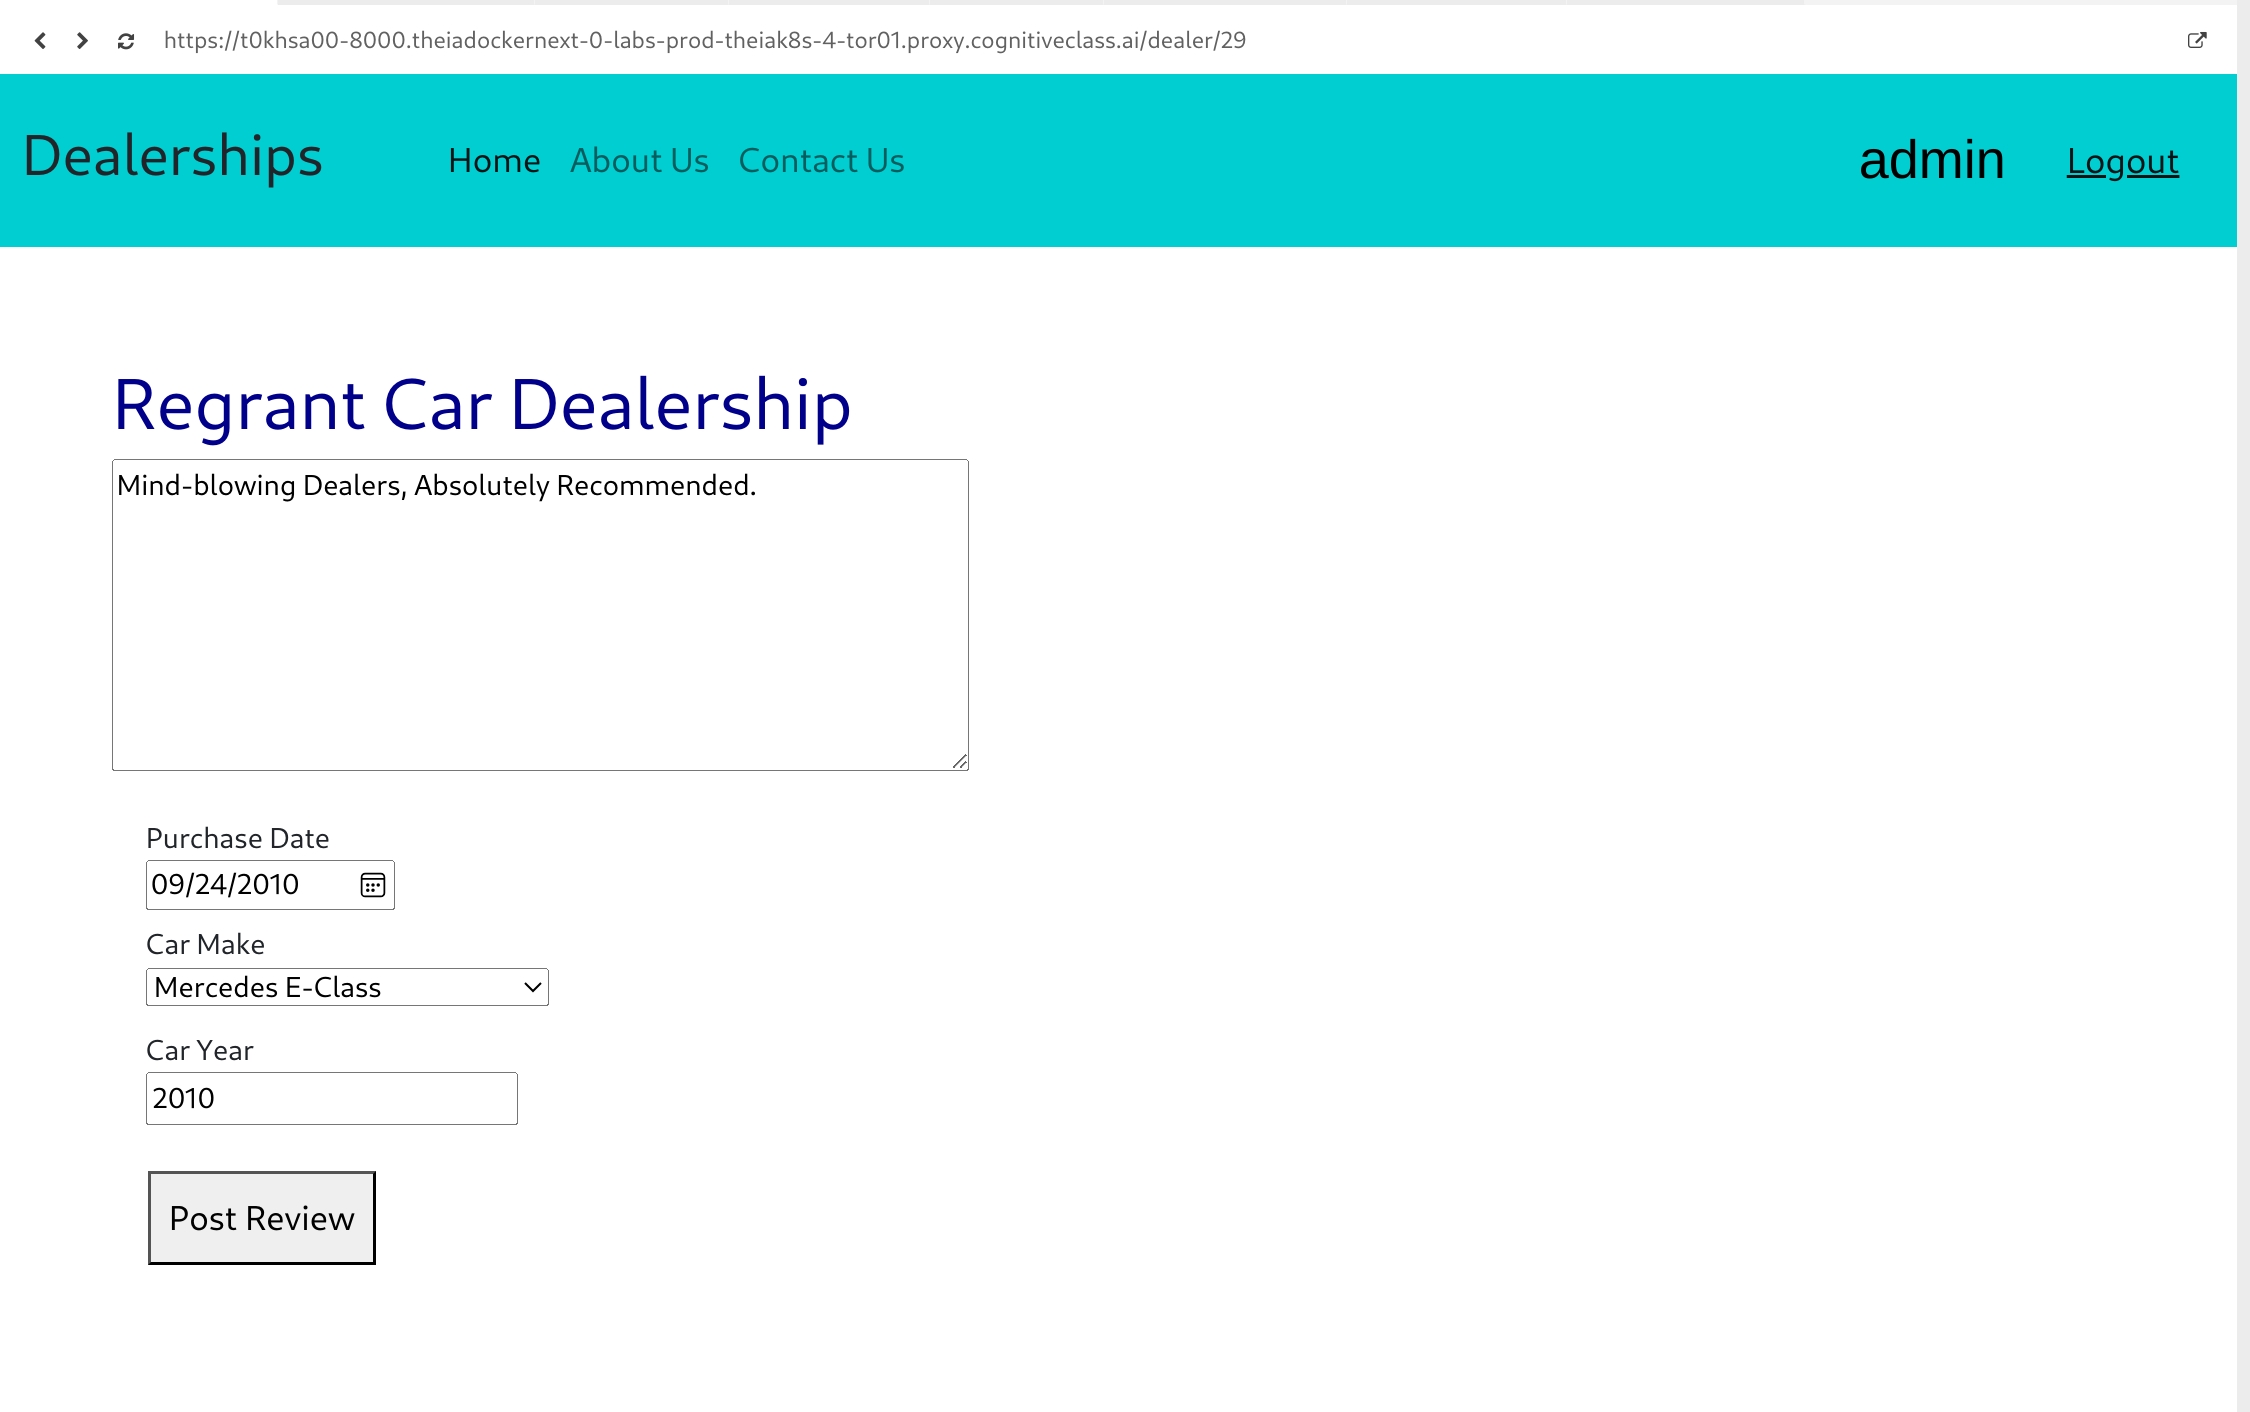 https://t0khsa00-8000.theiadockernext-0-labs-prod-theiak8s-4-tor01.proxy.cognitiveclass.ai/dealer/29
Dealerships Home About Us Contact Us admin Logout
Regrant Car Dealership
Mind-blowing Dealers, Absolutely Recommended.
Purchase Date
09/24/2010
Car Make
Mercedes E-Class
Car Year
2010
Post Review